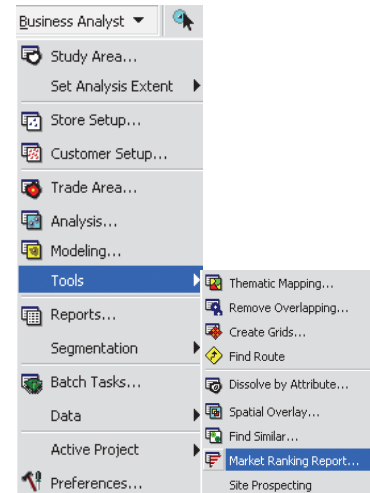 Business Analyst
Study Area...
Set Analysis Extent
Store Setup...
Customer Setup...
Trade Area...
Analysis...
Modeling...
Tools
Thematic Mapping...
Remove Overlapping...
Create Grids...
Find Route
Dissolve by Attribute...
Spatial Overlay...
Find Similar...
Market Ranking Report...
Site Prospecting
Reports...
Segmentation
Batch Tasks...
Data
Active Project
Preferences...